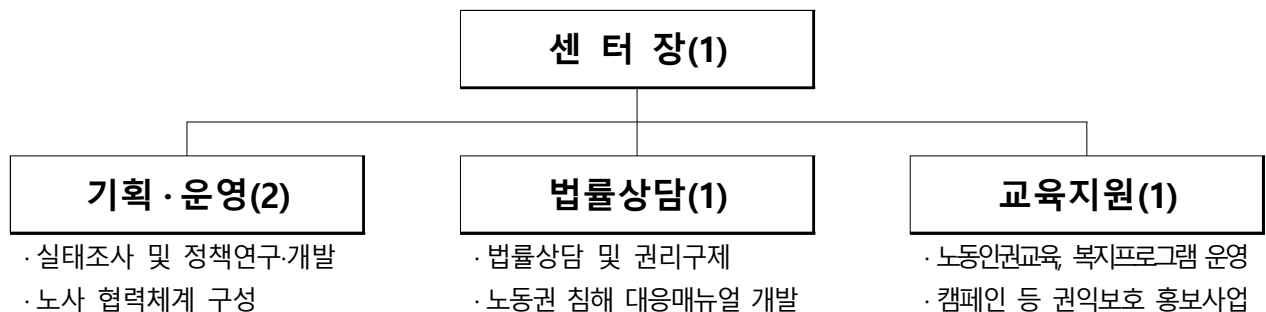 센 터 장(1)
기획·운영(2)
· 실태조사 및 정책연구·개발
· 노사 협력체계 구성
법률상담(1)
· 법률상담 및 권리구제
· 노동권 침해 대응매뉴얼 개발
교육지원(1)
· 노동인권교육, 복지프로그램 운영
· 캠페인 등 권익보호 홍보사업